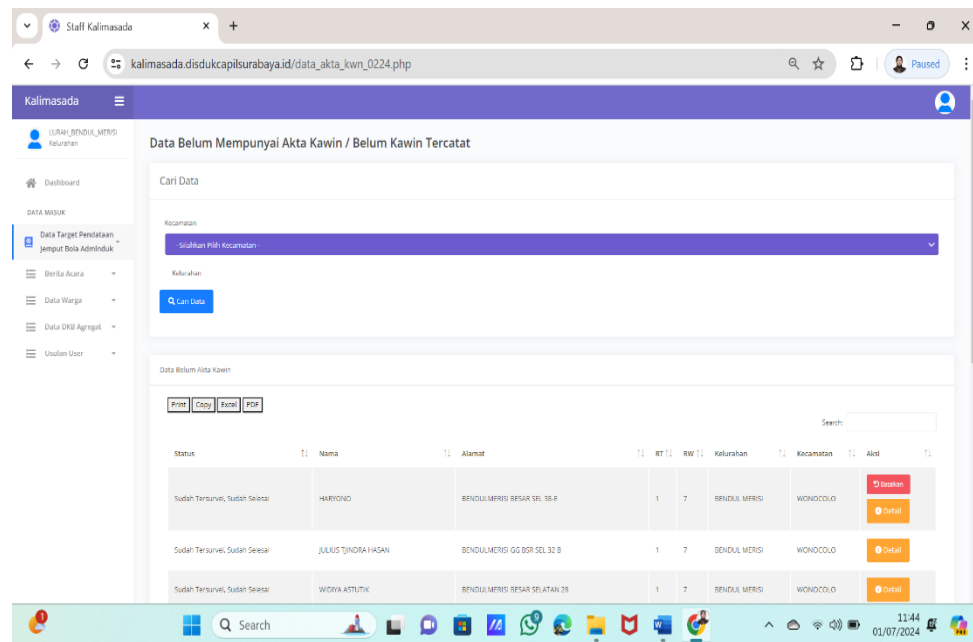 Staff Kalimasada
kalimasada.disdukcapilsurabaya.id/data_akta_kwn_0224.php
Paused
Kalimasada
LURAH_BENDUL_MERISI
Kelurahan
Dashboard
DATA MASUK
Data Target Pendataan
Jemput Bola Adminduk
Berita Acara
Data Warga
Data DKB Agregat
Usulan User
Data Belum Mempunyai Akta Kawin / Belum Kawin Tercatat
Cari Data
Kecamatan
--Silahkan Pilih Kecamatan--
Kelurahan
Cari Data
Data Belum Akta Kawin
Print Copy Excel PDF
Search:
Status Nama Alamat RT RW Kelurahan Kecamatan Aksi
Sudah Tersurvei, Sudah Selesai HARYONO BENDULMERISI BESAR SEL 38-E 1 7 BENDUL MERISI WONOCOLO Batalkan
Detail
Sudah Tersurvei, Sudah Selesai JULIUS TJINDRA HASAN BENDULMERISI GG BSR SEL 32 B 1 7 BENDUL MERISI WONOCOLO Detail
Sudah Tersurvei, Sudah Selesai WIDIYA ASTUTIK BENDULMERISI BESAR SELATAN 28 1 7 BENDUL MERISI WONOCOLO Detail
Search
11:44
01/07/2024